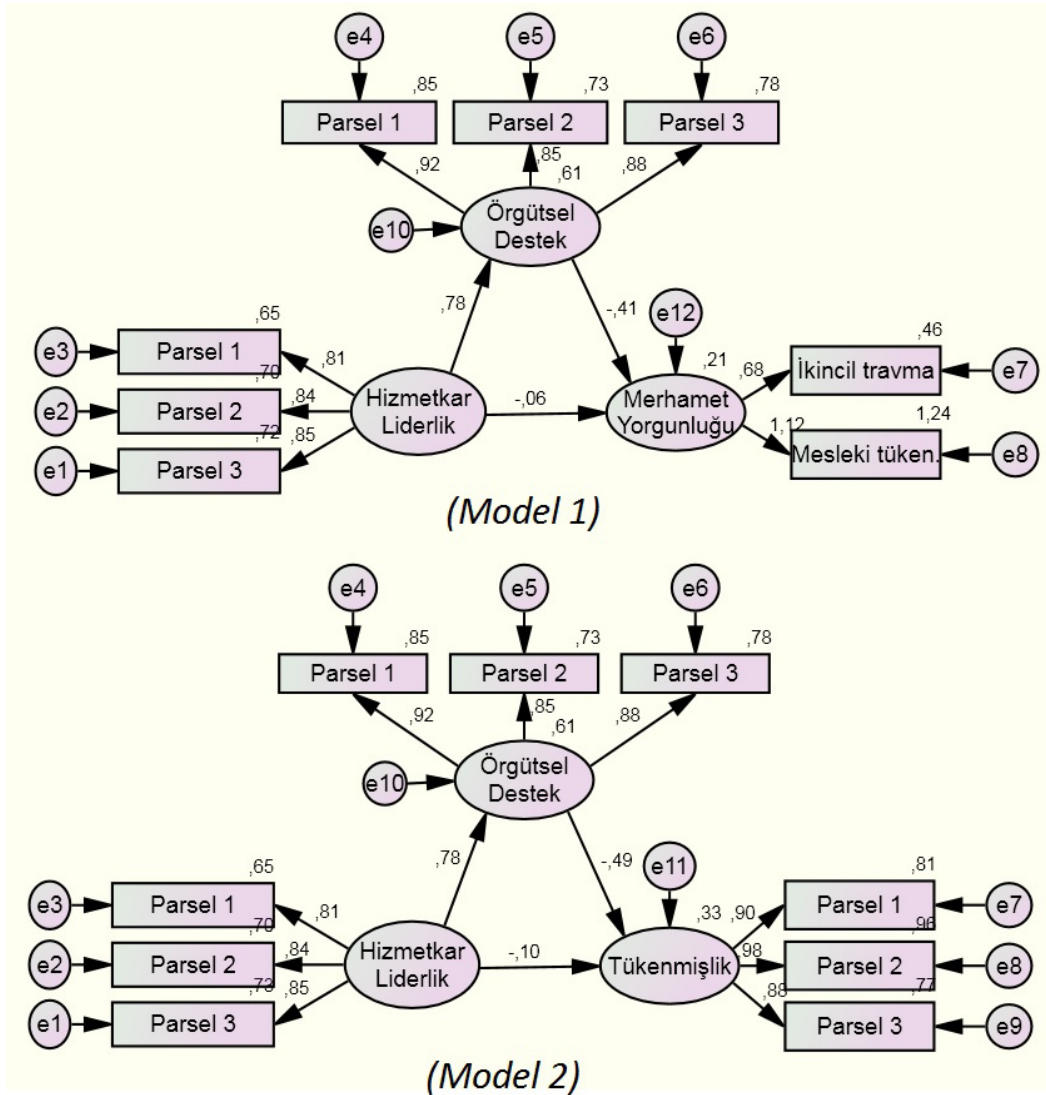 e4
e5
e6
,85
,73
,78
Parsel 1
Parsel 2
Parsel 3
,92
,85
,88
,61
Örgütsel
Destek
e10
,78
-,41
e12
,65
e3
Parsel 1
,81
,70
e2
Parsel 2
,84
,72
e1
Parsel 3
,85
Hizmetkar
Liderlik
-,06
,21
Merhamet
Yorgunluğu
,68
,46
İkincil travma
e7
1,12
1,24
Mesleki tüken.
e8
(Model 1)
e4
e5
e6
,85
,73
,78
Parsel 1
Parsel 2
Parsel 3
,92
,85
,88
,61
Örgütsel
Destek
e10
,78
-,49
e11
,65
e3
Parsel 1
,81
,70
e2
Parsel 2
,84
,73
e1
Parsel 3
,85
Hizmetkar
Liderlik
-,10
,33
Tükenmişlik
,90
,81
Parsel 1
e7
,98
,96
Parsel 2
e8
,88
,77
Parsel 3
e9
(Model 2)